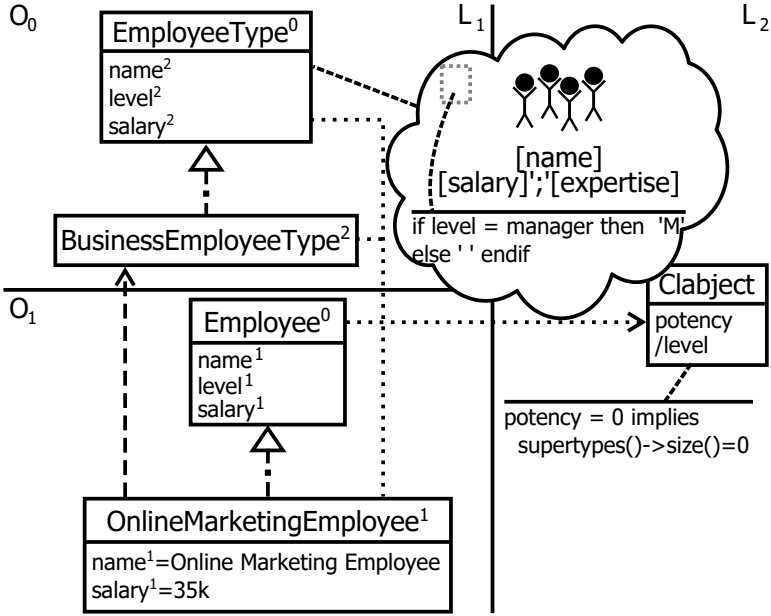 O₀
L₁
L₂
EmployeeType⁰
name²
level²
salary²
[name]
[salary]';'[expertise]
if level = manager then 'M'
else ' ' endif
BusinessEmployeeType²
O₁
Employee⁰
name¹
level¹
salary¹
Clabject
potency
/level
potency = 0 implies
supertypes()->size()=0
OnlineMarketingEmployee¹
name¹=Online Marketing Employee
salary¹=35k